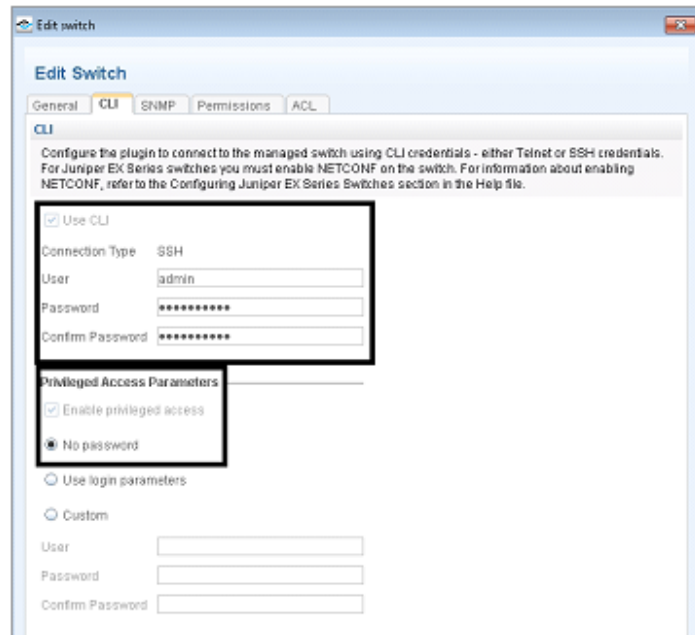 Edit switch
Edit Switch
General CLI SNMP Permissions ACL
CLI
Configure the plugin to connect to the managed switch using CLI credentials - either Telnet or SSH credentials.
For Juniper EX Series switches you must enable NETCONF on the switch. For information about enabling
NETCONF, refer to the Configuring Juniper EX Series Switches section in the Help file.
Use CLI
Connection Type SSH
User admin
Password ••••••••••
Confirm Password ••••••••••
Privileged Access Parameters
Enable privileged access
No password
Use login parameters
Custom
User
Password
Confirm Password